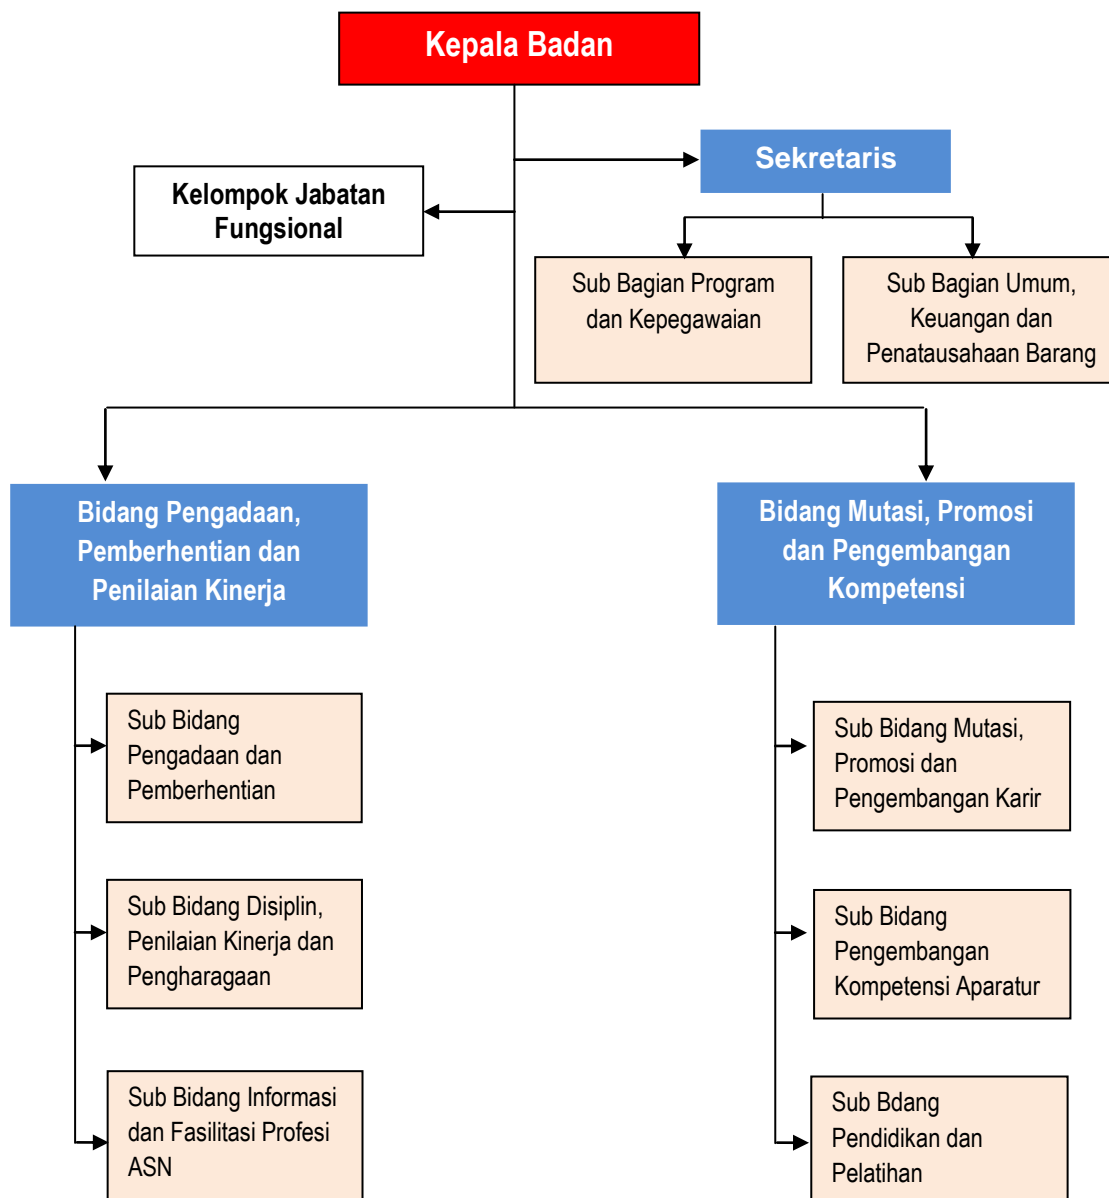 Kepala Badan
Sekretaris
Kelompok Jabatan
Fungsional
Sub Bagian Program
dan Kepegawaian
Sub Bagian Umum,
Keuangan dan
Penatausahaan Barang
Bidang Pengadaan,
Pemberhentian dan
Penilaian Kinerja
Bidang Mutasi, Promosi
dan Pengembangan
Kompetensi
Sub Bidang
Pengadaan dan
Pemberhentian
Sub Bidang Mutasi,
Promosi dan
Pengembangan Karir
Sub Bidang Disiplin,
Penilaian Kinerja dan
Pengharagaan
Sub Bidang
Pengembangan
Kompetensi Aparatur
Sub Bidang Informasi
dan Fasilitasi Profesi
ASN
Sub Bdang
Pendidikan dan
Pelatihan